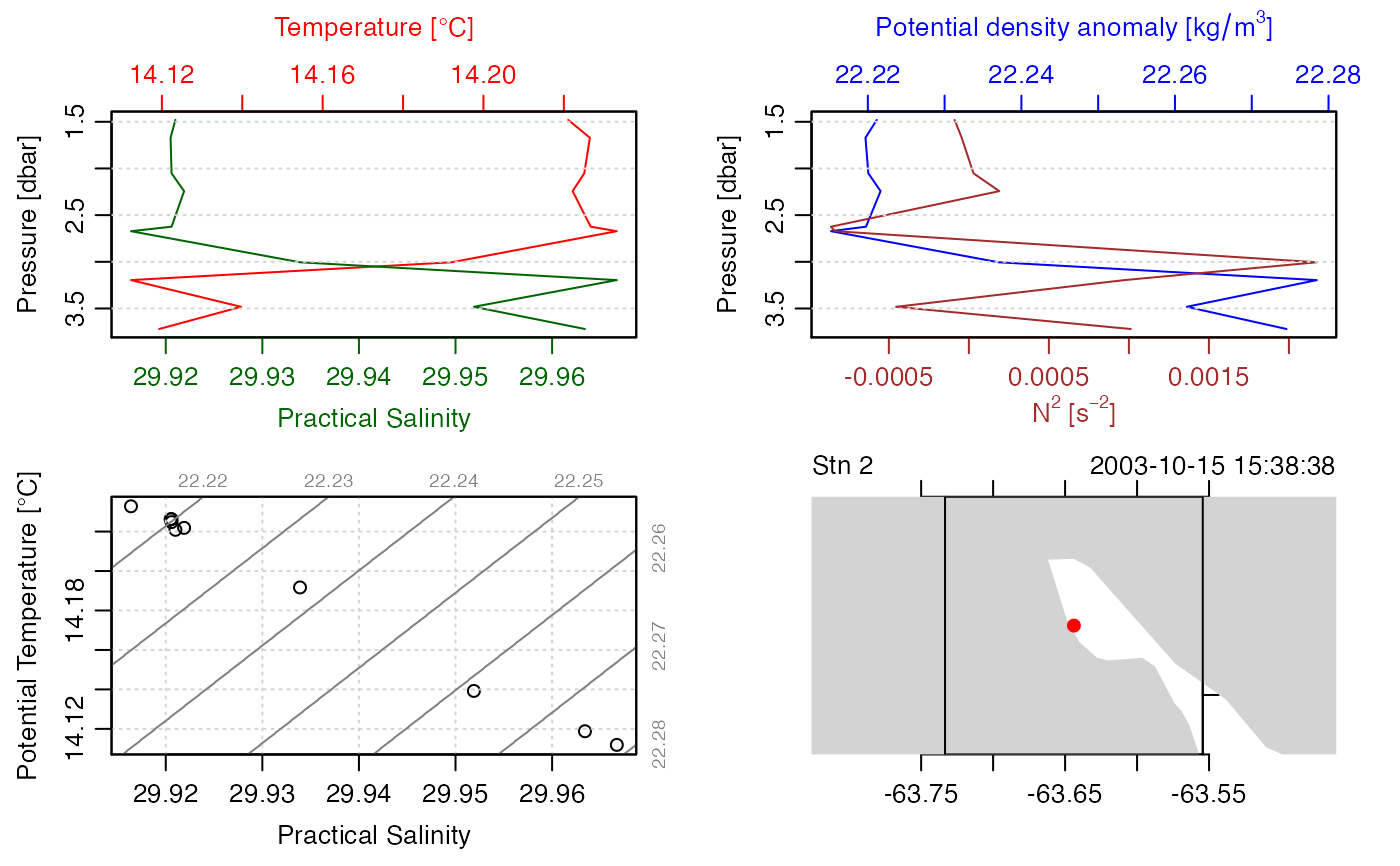 Temperature [°C]
14.12 14.16 14.20
Pressure [dbar]
1.5 2.5 3.5
29.92 29.93 29.94 29.95 29.96
Practical Salinity
Potential density anomaly [kg/m³]
22.22 22.24 22.26 22.28
Pressure [dbar]
1.5 2.5 3.5
-0.0005 0.0005 0.0015
N² [s⁻²]
22.22 22.23 22.24 22.25
22.26
22.27
22.28
Potential Temperature [°C]
14.18
14.12
29.92 29.93 29.94 29.95 29.96
Practical Salinity
Stn 2 2003-10-15 15:38:38
-63.75 -63.65 -63.55